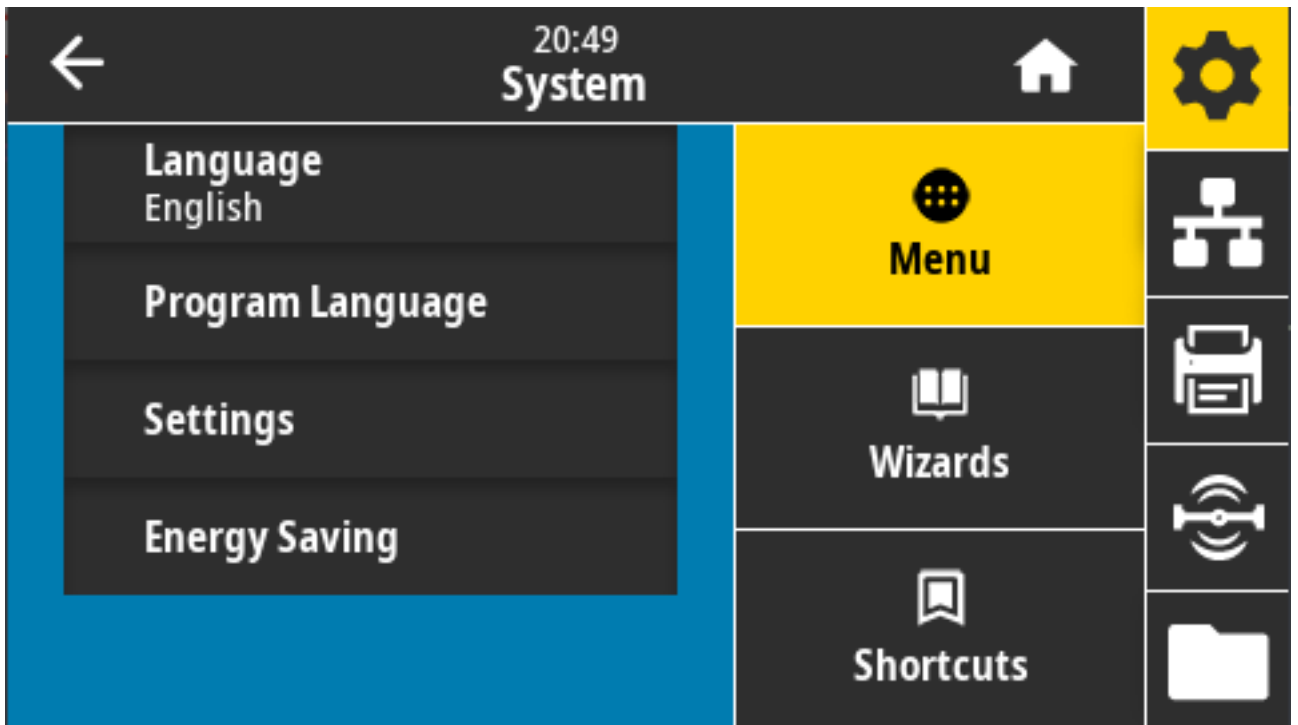 20:49
System
Language
English
Program Language
Settings
Energy Saving
Menu
Wizards
Shortcuts